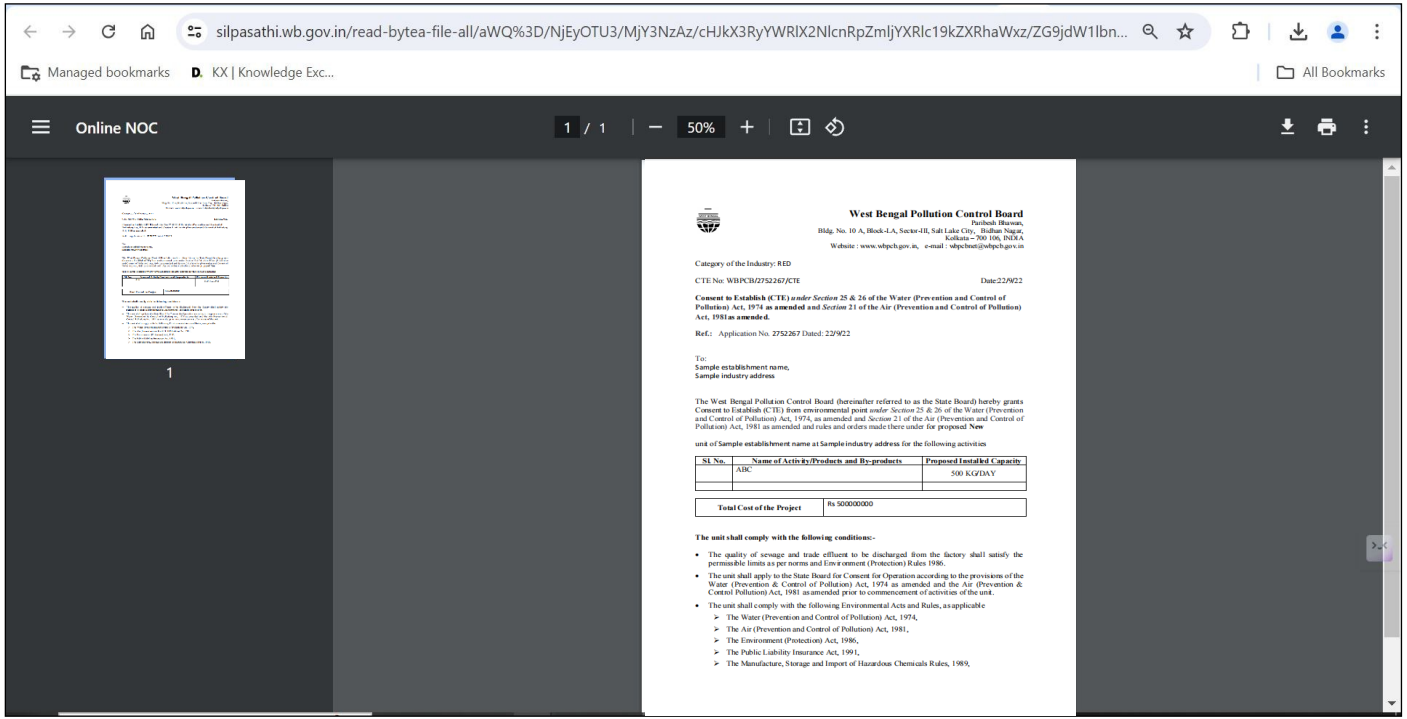 silpasathi.wb.gov.in/read-bytea-file-all/aWQ%3D/NjEyOTU3/MjY3NzAz/cHJkX3RyYWRlX2NlcnRpZmljYXRlc19kZXRhaWxz/ZG9jdW1lbn...
Managed bookmarks D. KX | Knowledge Exc... All Bookmarks
Online NOC 1 / 1 50%
1
West Bengal Pollution Control Board
Paribesh Bhawan,
Bldg. No. 10 A, Block-LA, Sector-III, Salt Lake City, Bidhan Nagar,
Kolkata – 700 106, INDIA
Website : www.wbpcb.gov.in, e-mail : wbpcbnet@wbpcb.gov.in
Category of the Industry: RED
CTE No: WBPCB/2752267/CTE Date:22/9/22
Consent to Establish (CTE) under Section 25 & 26 of the Water (Prevention and Control of
Pollution) Act, 1974 as amended and Section 21 of the Air (Prevention and Control of Pollution)
Act, 1981as amended.
Ref.: Application No. 2752267 Dated: 22/9/22
To:
Sample establishment name,
Sample industry address
The West Bengal Pollution Control Board (hereinafter referred to as the State Board) hereby grants
Consent to Establish (CTE) from environmental point under Section 25 & 26 of the Water (Prevention
and Control of Pollution) Act, 1974, as amended and Section 21 of the Air (Prevention and Control of
Pollution) Act, 1981 as amended and rules and orders made there under for proposed New
unit of Sample establishment name at Sample industry address for the following activities
Sl. No. Name of Activity/Products and By-products Proposed Installed Capacity
ABC 500 KG/DAY
Total Cost of the Project Rs 500000000
The unit shall comply with the following conditions:-
• The quality of sewage and trade effluent to be discharged from the factory shall satisfy the
permissible limits as per norms and Environment (Protection) Rules 1986.
• The unit shall apply to the State Board for Consent for Operation according to the provisions of the
Water (Prevention & Control of Pollution) Act, 1974 as amended and the Air (Prevention &
Control Pollution) Act, 1981 as amended prior to commencement of activities of the unit.
• The unit shall comply with the following Environmental Acts and Rules, as applicable
➢ The Water (Prevention and Control of Pollution) Act, 1974,
➢ The Air (Prevention and Control of Pollution) Act, 1981,
➢ The Environment (Protection) Act, 1986,
➢ The Public Liability Insurance Act, 1991,
➢ The Manufacture, Storage and Import of Hazardous Chemicals Rules, 1989,